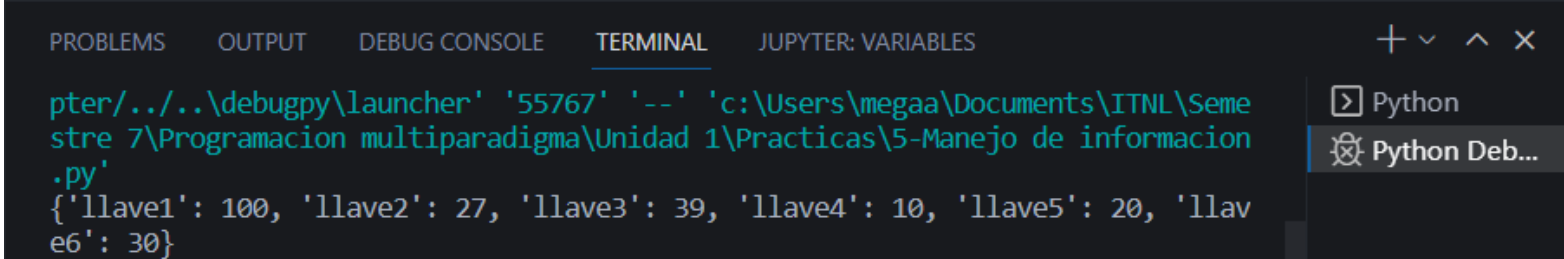 PROBLEMS OUTPUT DEBUG CONSOLE TERMINAL JUPYTER: VARIABLES
pter/../..\debugpy\launcher' '55767' '--' 'c:\Users\megaa\Documents\ITNL\Seme
stre 7\Programacion multiparadigma\Unidad 1\Practicas\5-Manejo de informacion
.py'
{'llave1': 100, 'llave2': 27, 'llave3': 39, 'llave4': 10, 'llave5': 20, 'llav
e6': 30}
Python
Python Deb...